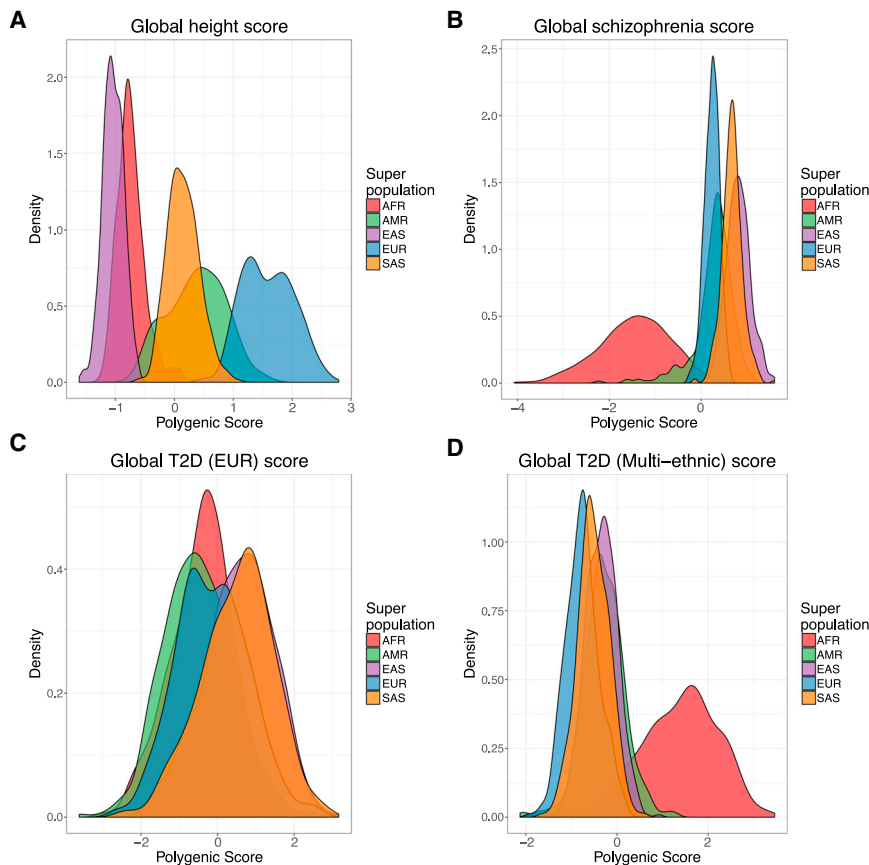 A
Global height score
2.0
1.5
1.0
0.5
0.0
Density
−1
0
1
2
3
Polygenic Score
Super
population
AFR
AMR
EAS
EUR
SAS
B
Global schizophrenia score
2.5
2.0
1.5
1.0
0.5
0.0
Density
−4
−2
0
Polygenic Score
Super
population
AFR
AMR
EAS
EUR
SAS
C
Global T2D (EUR) score
0.4
0.2
0.0
Density
−2
0
2
Polygenic Score
Super
population
AFR
AMR
EAS
EUR
SAS
D
Global T2D (Multi−ethnic) score
1.00
0.75
0.50
0.25
0.00
Density
−2
0
2
Polygenic Score
Super
population
AFR
AMR
EAS
EUR
SAS